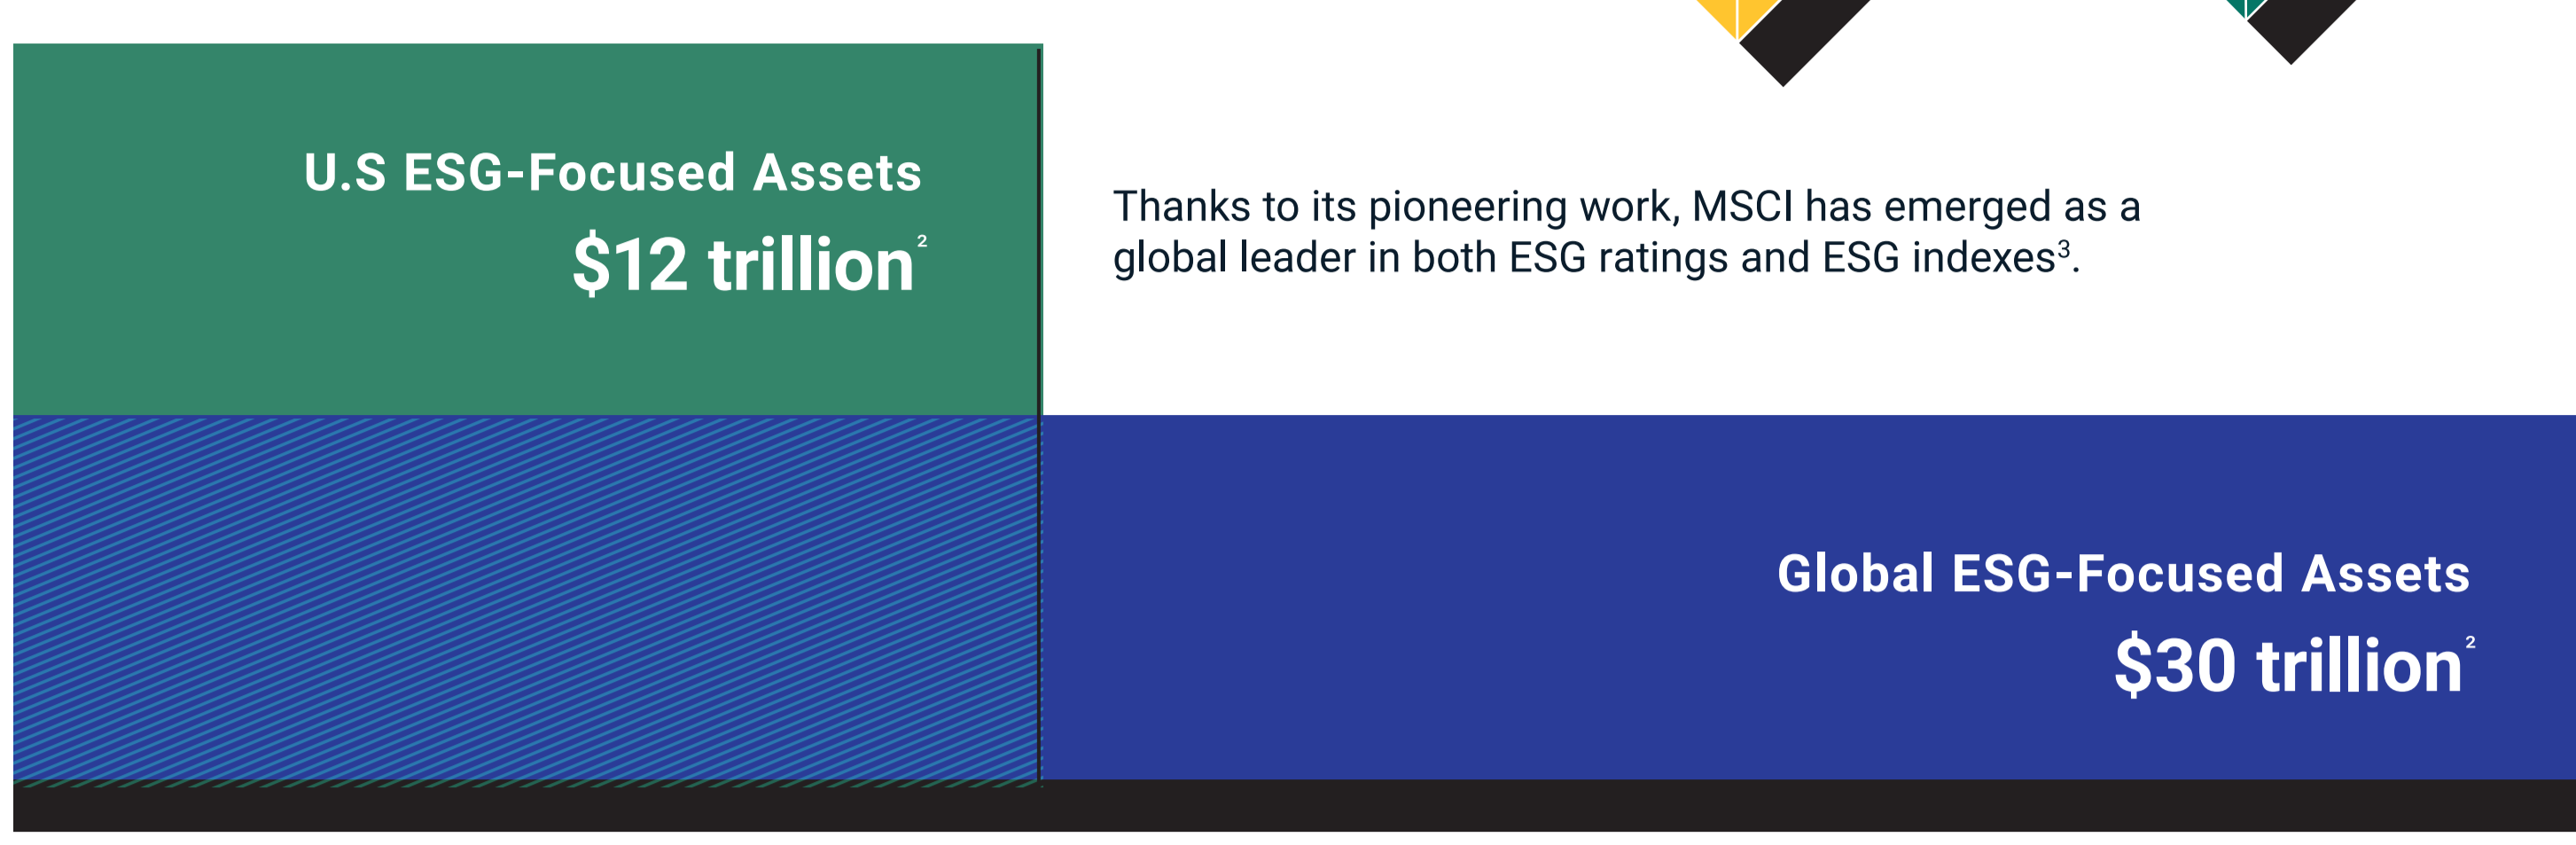 U.S ESG-Focused Assets
$12 trillion²
Thanks to its pioneering work, MSCI has emerged as a
global leader in both ESG ratings and ESG indexes³.
Global ESG-Focused Assets
$30 trillion²